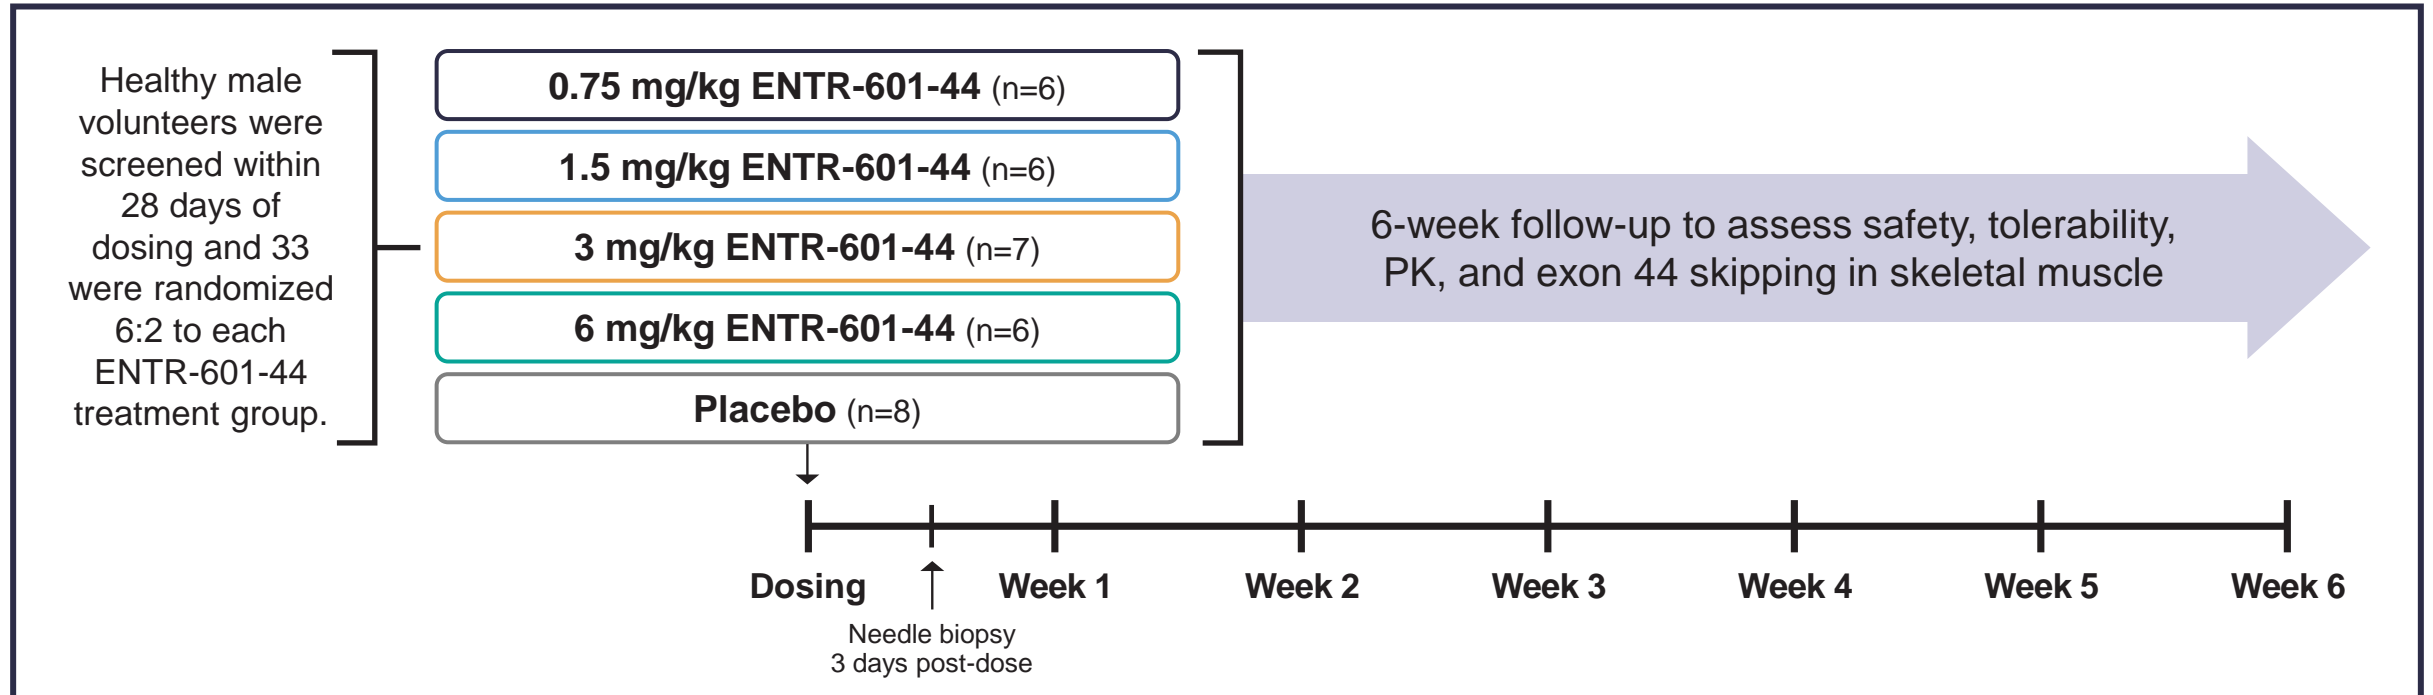 Healthy male
volunteers were
screened within
28 days of
dosing and 33
were randomized
6:2 to each
ENTR-601-44
treatment group.
0.75 mg/kg ENTR-601-44 (n=6)
1.5 mg/kg ENTR-601-44 (n=6)
3 mg/kg ENTR-601-44 (n=7)
6 mg/kg ENTR-601-44 (n=6)
Placebo (n=8)
6-week follow-up to assess safety, tolerability,
PK, and exon 44 skipping in skeletal muscle
Dosing
Week 1
Week 2
Week 3
Week 4
Week 5
Week 6
Needle biopsy
3 days post-dose